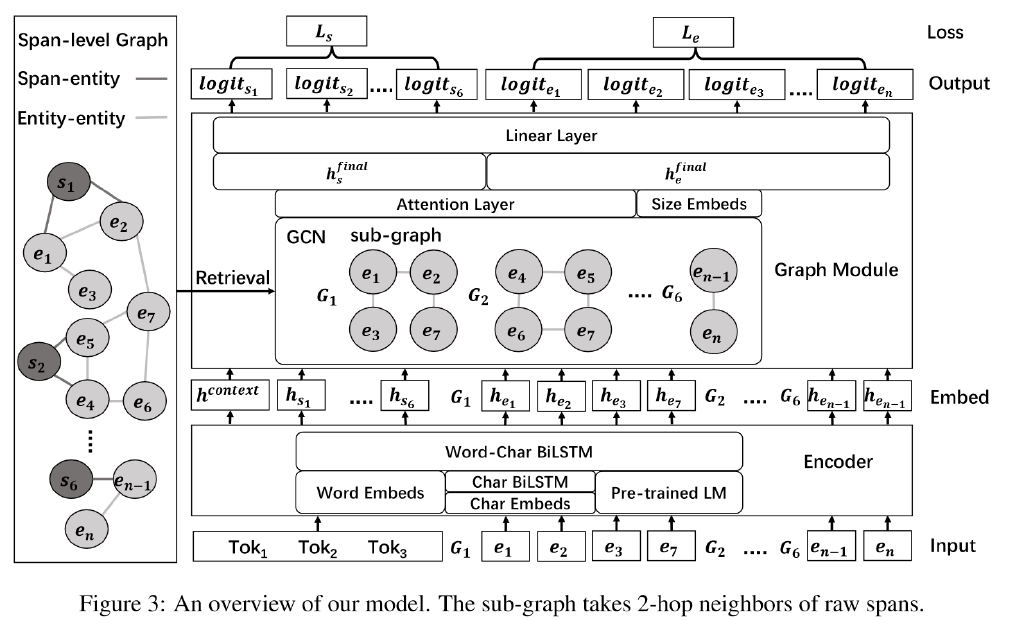 L_s L_e Loss
Span-level Graph
Span-entity
Entity-entity
logit_{s_1} logit_{s_2} .... logit_{s_6} logit_{e_1} logit_{e_2} logit_{e_3} .... logit_{e_n} Output
Linear Layer
h_s^{final} h_e^{final}
Attention Layer Size Embeds
GCN sub-graph
Retrieval
Graph Module
G_1 e_1 e_2 e_3 e_7
G_2 e_4 e_5 e_6 e_7
.... G_6 e_{n-1} e_n
s_1
e_2
e_1
e_3
e_7
e_5
s_2
e_4 e_6
s_6 e_{n-1}
e_n
h^{context} h_{s_1} .... h_{s_6} G_1 h_{e_1} h_{e_2} h_{e_3} h_{e_7} G_2 .... G_6 h_{e_{n-1}} h_{e_{n-1}} Embed
Word-Char BiLSTM
Encoder
Word Embeds Char BiLSTM Pre-trained LM
Char Embeds
Tok_1 Tok_2 Tok_3 G_1 e_1 e_2 e_3 e_7 G_2 .... G_6 e_{n-1} e_n Input
Figure 3: An overview of our model. The sub-graph takes 2-hop neighbors of raw spans.